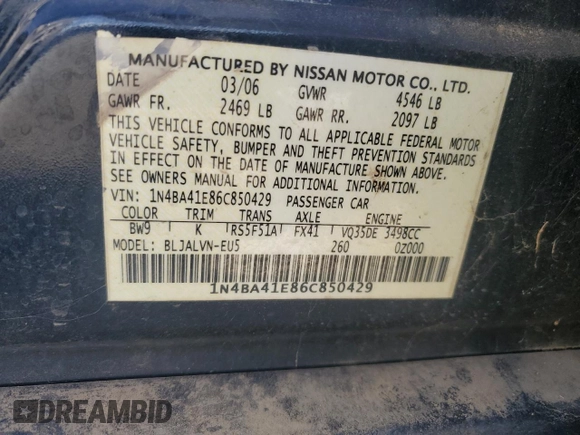 MANUFACTURED BY NISSAN MOTOR CO., LTD.
DATE 03/06 GVWR 4546 LB
GAWR FR. 2469 LB GAWR RR. 2097 LB
THIS VEHICLE CONFORMS TO ALL APPLICABLE FEDERAL MOTOR
VEHICLE SAFETY, BUMPER AND THEFT PREVENTION STANDARDS
IN EFFECT ON THE DATE OF MANUFACTURE SHOWN ABOVE.
SEE OWNERS MANUAL FOR ADDITIONAL INFORMATION.
VIN: 1N4BA41E86C850429 PASSENGER CAR
COLOR TRIM TRANS AXLE ENGINE
BW9 K RS5F51A FX41 VQ35DE 3498CC
MODEL: BLJALVN-EU5 260 0Z000
1N4BA41E86C850429
DREAMBID